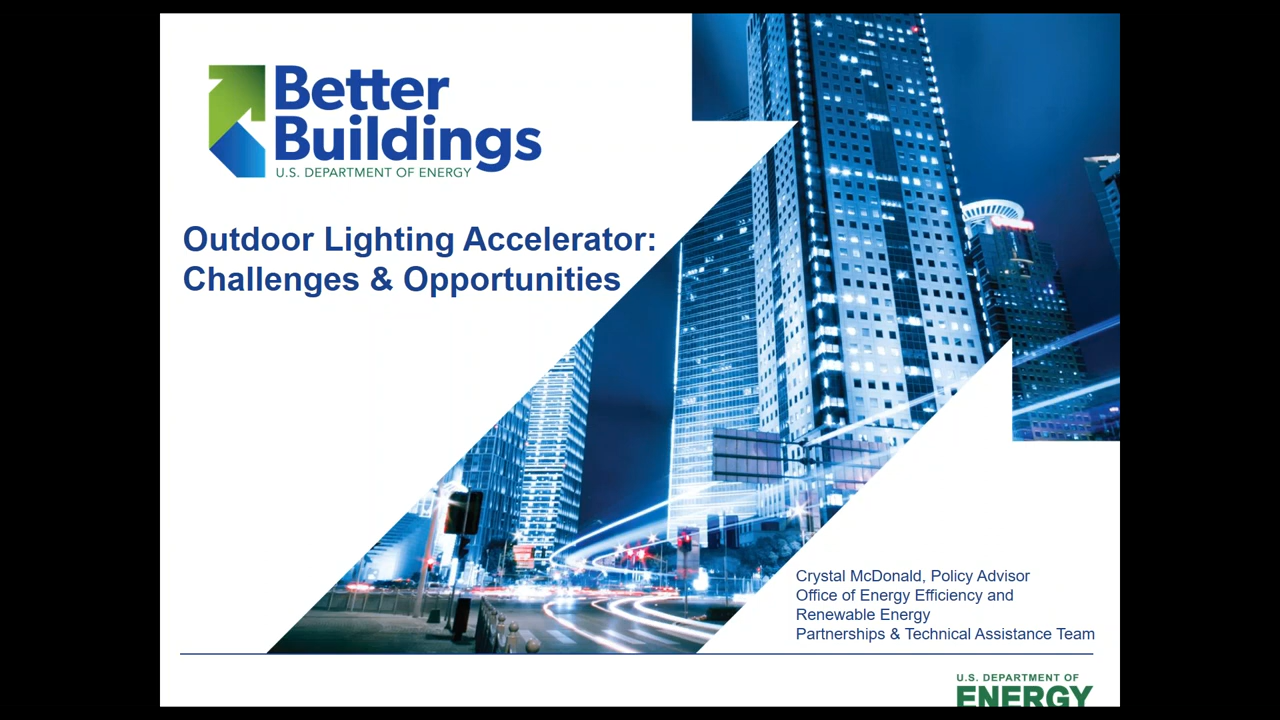 Better
Buildings
U.S. DEPARTMENT OF ENERGY
Outdoor Lighting Accelerator:
Challenges & Opportunities
Crystal McDonald, Policy Advisor
Office of Energy Efficiency and
Renewable Energy
Partnerships & Technical Assistance Team
U.S. DEPARTMENT OF
ENERGY